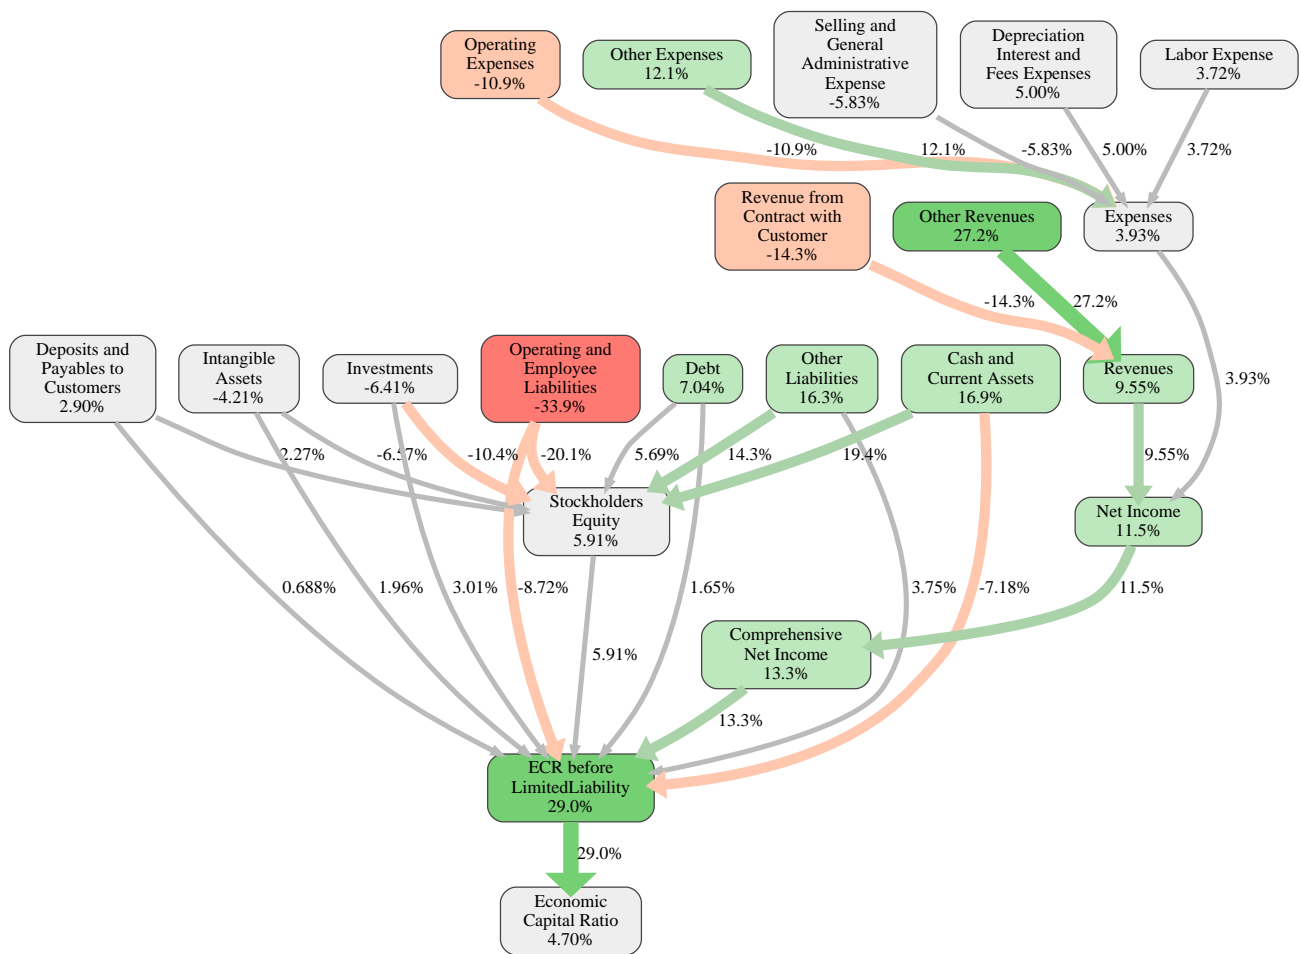 Operating
Expenses
-10.9%
Other Expenses
12.1%
Selling and
General
Administrative
Expense
-5.83%
Depreciation
Interest and
Fees Expenses
5.00%
Labor Expense
3.72%
-10.9%
12.1%
-5.83%
5.00%
3.72%
Revenue from
Contract with
Customer
-14.3%
Other Revenues
27.2%
Expenses
3.93%
-14.3%
27.2%
3.93%
Deposits and
Payables to
Customers
2.90%
Intangible
Assets
-4.21%
Investments
-6.41%
Operating and
Employee
Liabilities
-33.9%
Debt
7.04%
Other
Liabilities
16.3%
Cash and
Current Assets
16.9%
Revenues
9.55%
2.27%
-6.57%
-10.4%
-20.1%
5.69%
14.3%
19.4%
9.55%
Stockholders
Equity
5.91%
Net Income
11.5%
0.688%
1.96%
3.01%
-8.72%
1.65%
3.75%
-7.18%
11.5%
5.91%
Comprehensive
Net Income
13.3%
13.3%
ECR before
LimitedLiability
29.0%
29.0%
Economic
Capital Ratio
4.70%